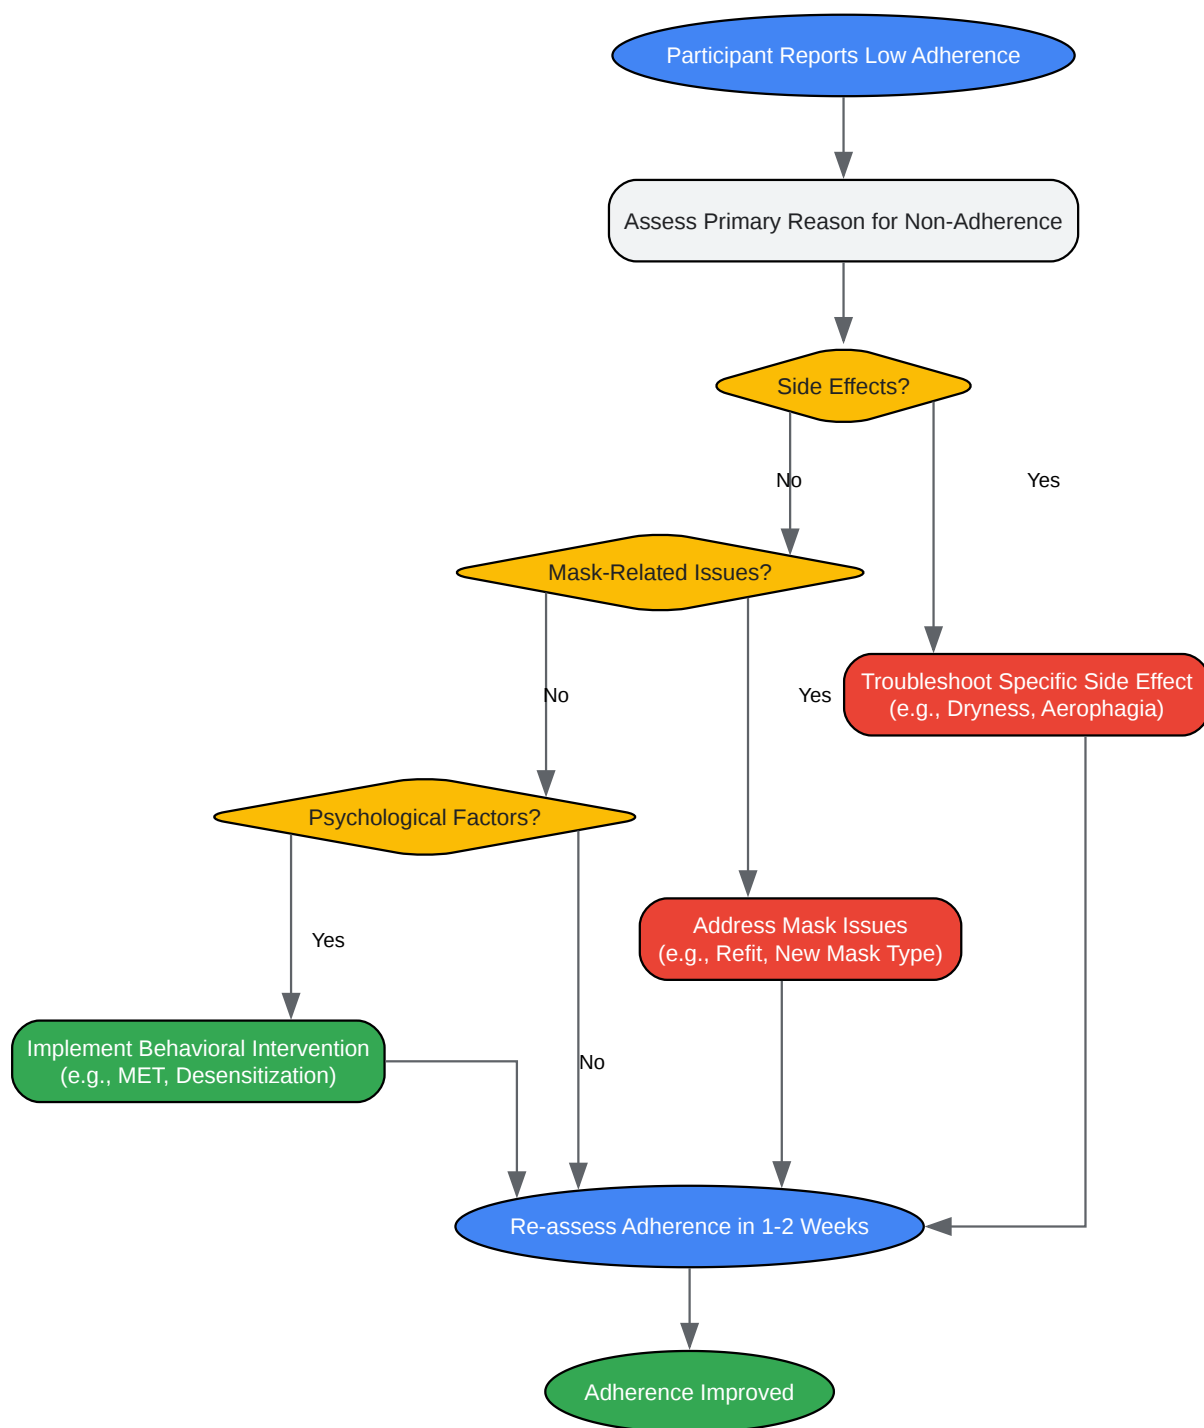 Participant Reports Low Adherence
Assess Primary Reason for Non-Adherence
Side Effects?
No
Yes
Mask-Related Issues?
No
Yes
Troubleshoot Specific Side Effect
(e.g., Dryness, Aerophagia)
Psychological Factors?
Yes
Address Mask Issues
(e.g., Refit, New Mask Type)
Implement Behavioral Intervention
(e.g., MET, Desensitization)
No
Re-assess Adherence in 1-2 Weeks
Adherence Improved